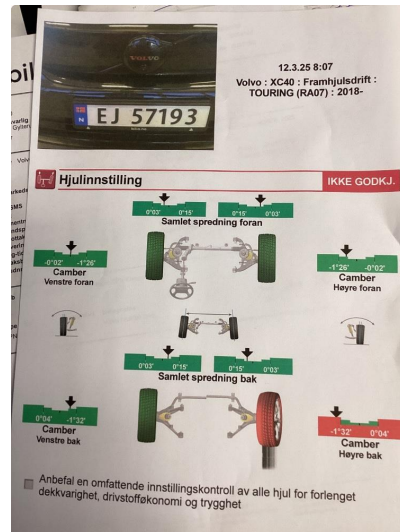 VOLVO
N
EJ 57193
12.3.25 8:07
Volvo : XC40 : Framhjulsdrift :
TOURING (RA07) : 2018-
Hjulinnstilling
IKKE GODKJ.
0°03' 0°15' 0°15' 0°03'
Samlet spredning foran
-0°02' -1°26'
Camber
Venstre foran
-1°26' -0°02'
Camber
Høyre foran
0°03' 0°15' 0°15' 0°03'
Samlet spredning bak
0°04' -1°32'
Camber
Venstre bak
-1°32' 0°04'
Camber
Høyre bak
Anbefal en omfattende innstillingskontroll av alle hjul for forlenget
dekkvarighet, drivstofføkonomi og trygghet